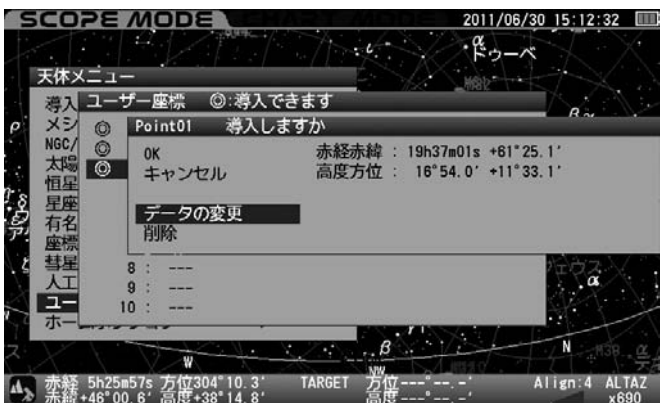 SCOPE MODE
2011/06/30 15:12:32
α
ドゥーベ
天体メニュー
導入
ユーザー座標 ◎:導入できます
β
ρ
メシ
◎
Point01 導入しますか
NGC/
◎
OK
赤経赤緯 : 19h37m01s +61°25.1′
太陽
◎
キャンセル
高度方位 : 16°54.0′ +11°33.1′
恒星
星座
データの変更
有名
削除
座標
彗星
8 : ---
人工
9 : ---
α
ユー
10 : ---
β
W
NW
N
赤経 5h25m57s 方位304°10.3′
TARGET
方位---°--.-′
Align:4 ALTAZ
赤緯+46°00.6′ 高度+38°14.8′
高度---°--.-′
x690